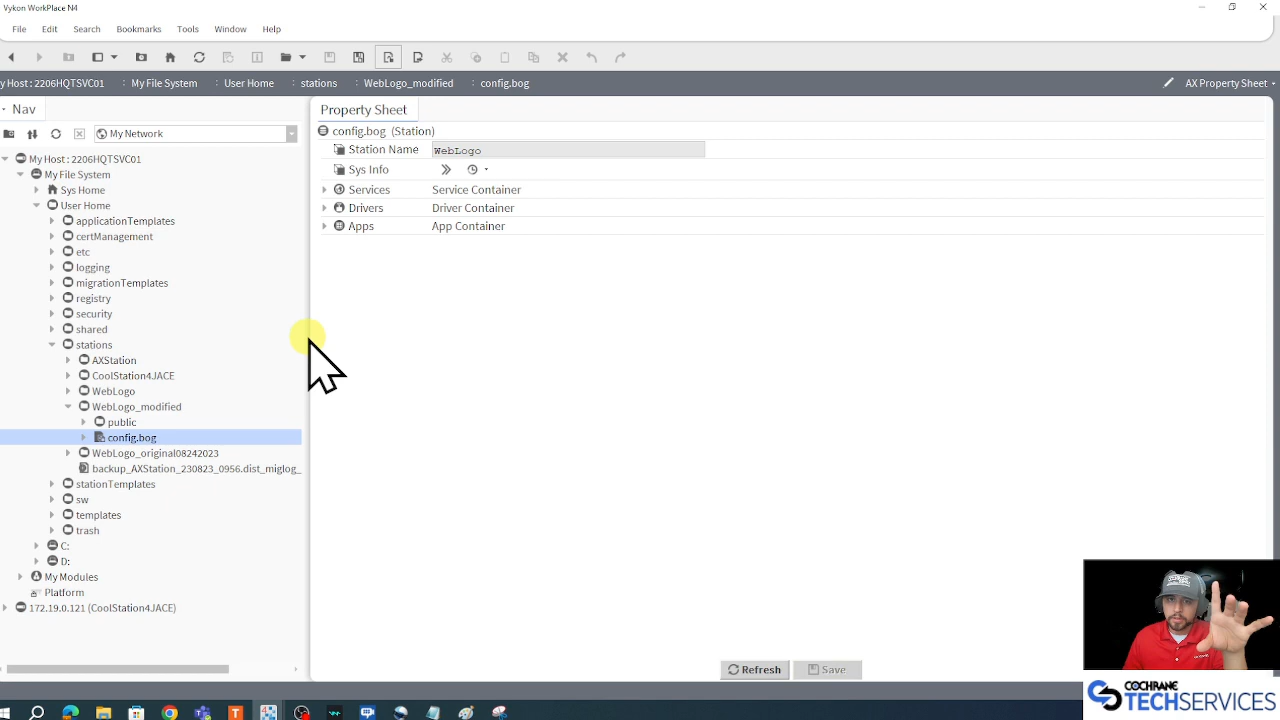 Vykon WorkPlace N4
File Edit Search Bookmarks Tools Window Help
y Host : 2206HQTSVC01 My File System User Home stations WebLogo_modified config.bog AX Property Sheet
Nav
My Network
My Host : 2206HQTSVC01
My File System
Sys Home
User Home
applicationTemplates
certManagement
etc
logging
migrationTemplates
registry
security
shared
stations
AXStation
CoolStation4JACE
WebLogo
WebLogo_modified
public
config.bog
WebLogo_original08242023
backup_AXStation_230823_0956.dist_miglog_
stationTemplates
sw
templates
trash
C:
D:
My Modules
Platform
172.19.0.121 (CoolStation4JACE)
Property Sheet
config.bog (Station)
Station Name WebLogo
Sys Info
Services Service Container
Drivers Driver Container
Apps App Container
Refresh Save
COCHRANE
TECHSERVICES